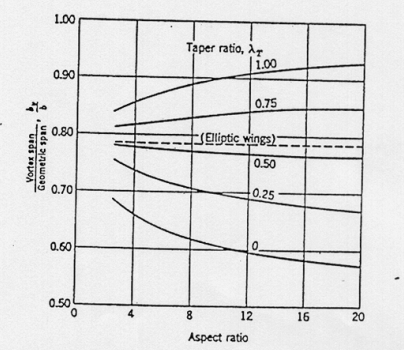 1.00
Taper ratio, λT
1.00
0.90
0.75
Vortex span / Geometric span, bv/b
0.80
(Elliptic wings)
0.50
0.70
0.25
0.60
0
0.50
0 4 8 12 16 20
Aspect ratio